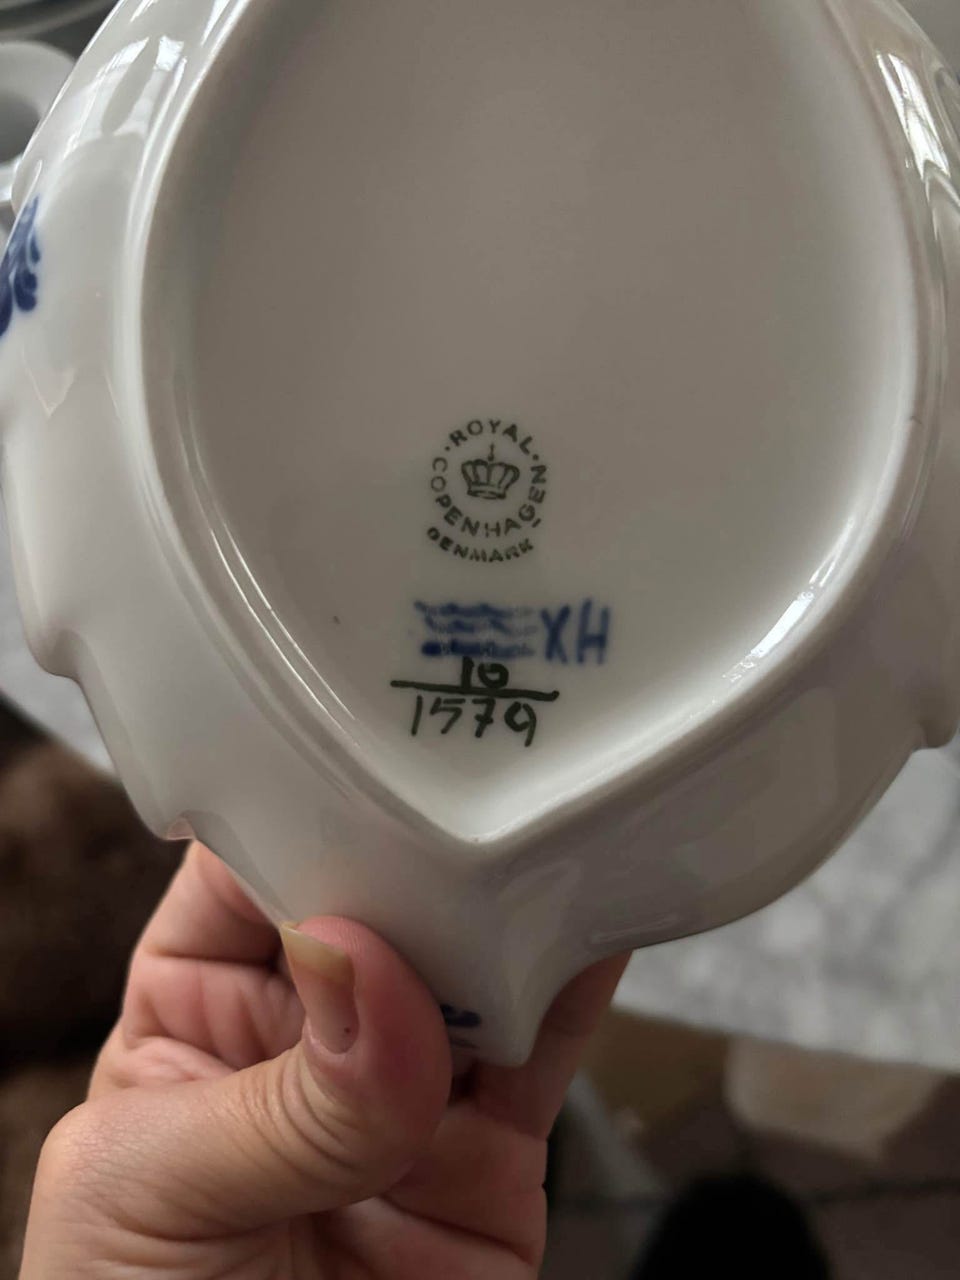 ROYAL COPENHAGEN
DENMARK
XH
10
1579